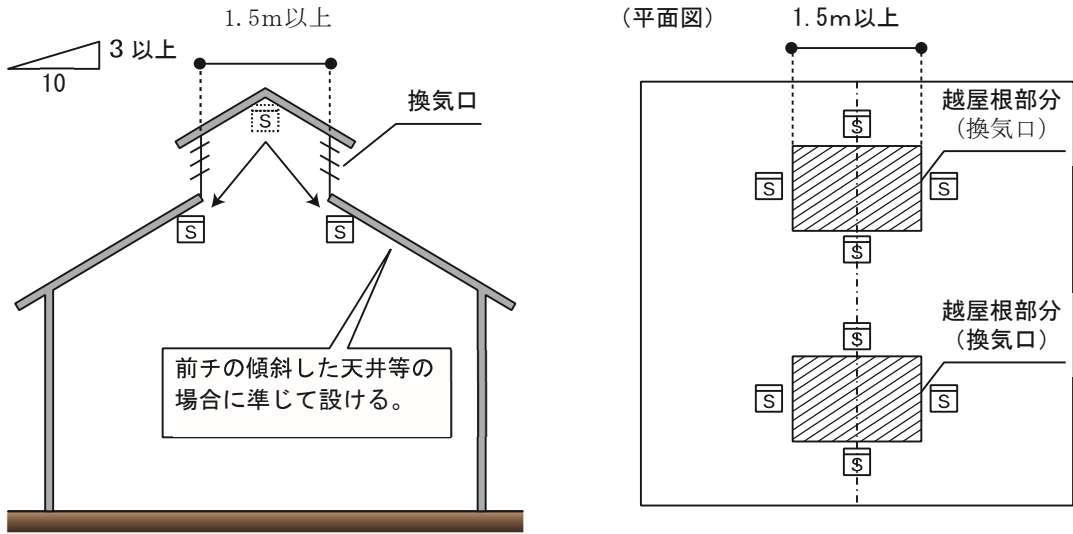 1.5m以上
3以上
10
換気口
S
S
S
前チの傾斜した天井等の
場合に準じて設ける。
(平面図)
1.5m以上
S
越屋根部分
(換気口)
S
S
S
S
越屋根部分
(換気口)
S
S
S